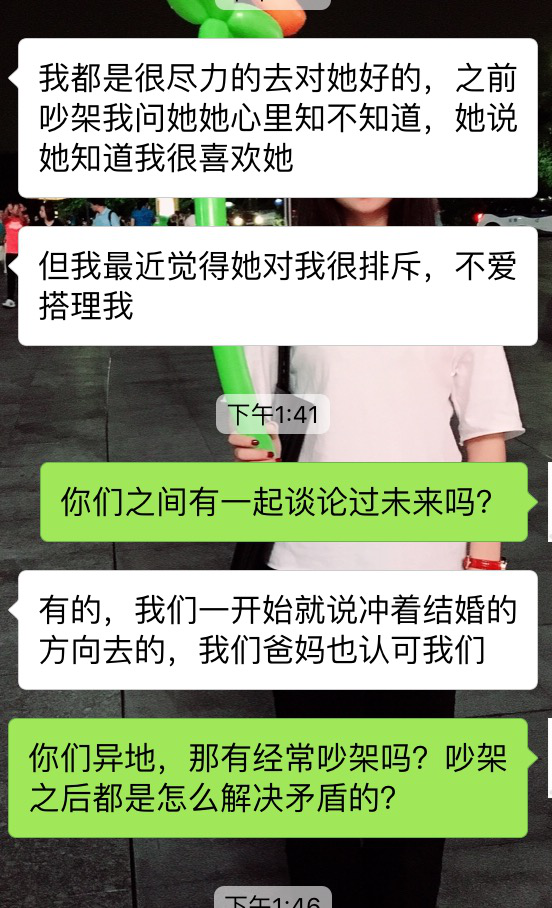 我都是很尽力的去对她好的，之前
吵架我问她她心里知不知道，她说
她知道我很喜欢她
但我最近觉得她对我很排斥，不爱
搭理我
下午1:41
你们之间有一起谈论过未来吗？
有的，我们一开始就说冲着结婚的
方向去的，我们爸妈也认可我们
你们异地，那有经常吵架吗？吵架
之后都是怎么解决矛盾的？
下午1:46